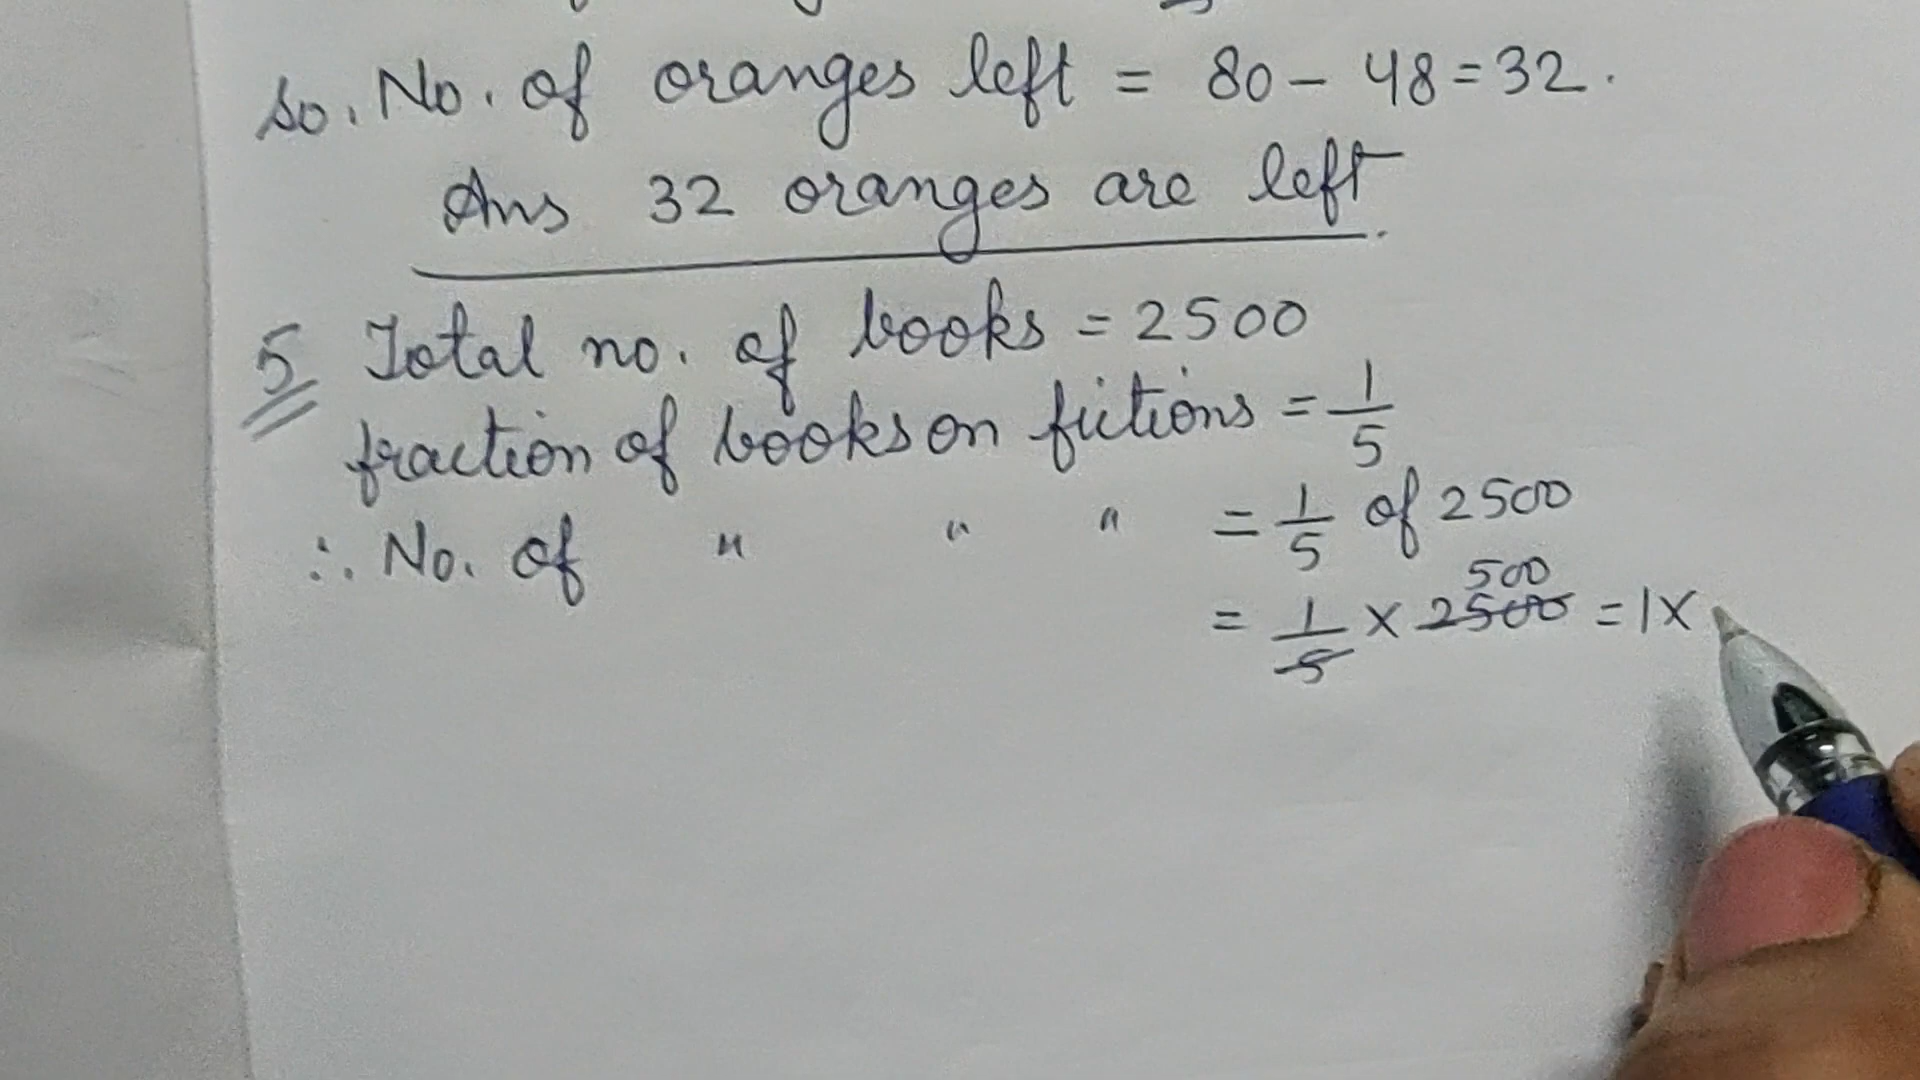 so. No. of oranges left = 80 - 48 = 32.
Ans 32 oranges are left.
5 Total no. of books = 2500
fraction of books on fictions = 1/5
∴ No. of " " " = 1/5 of 2500
500
= 1/5 × 2500 = 1×